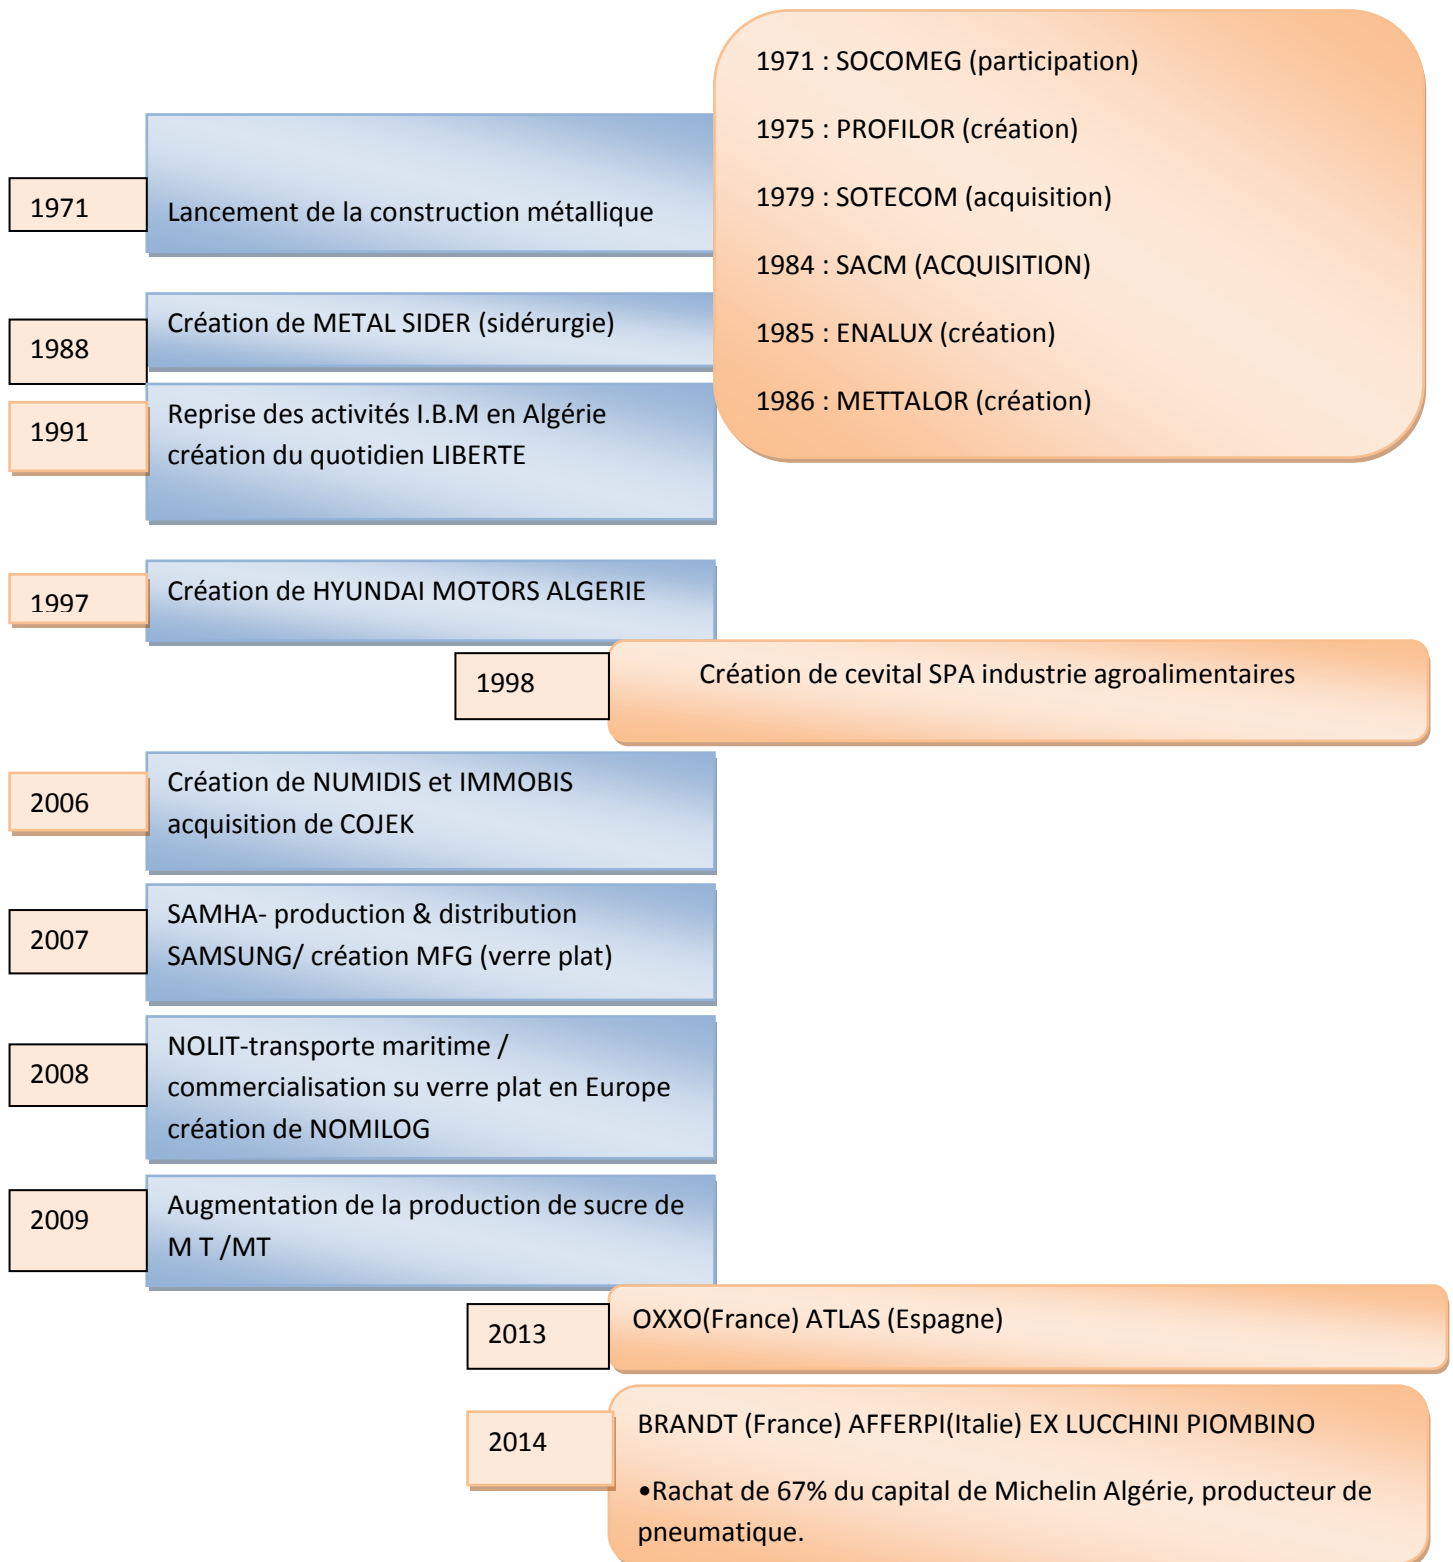 1971 : SOCOMEG (participation)
1975 : PROFILOR (création)
1979 : SOTECOM (acquisition)
1984 : SACM (ACQUISITION)
1985 : ENALUX (création)
1986 : METTALOR (création)
1971
Lancement de la construction métallique
1988
Création de METAL SIDER (sidérurgie)
1991
Reprise des activités I.B.M en Algérie
création du quotidien LIBERTE
1997
Création de HYUNDAI MOTORS ALGERIE
1998
Création de cevital SPA industrie agroalimentaires
2006
Création de NUMIDIS et IMMOBIS
acquisition de COJEK
2007
SAMHA- production & distribution
SAMSUNG/ création MFG (verre plat)
2008
NOLIT-transporte maritime /
commercialisation su verre plat en Europe
création de NOMILOG
2009
Augmentation de la production de sucre de
M T /MT
2013
OXXO(France) ATLAS (Espagne)
2014
BRANDT (France) AFFERPI(Italie) EX LUCCHINI PIOMBINO
•Rachat de 67% du capital de Michelin Algérie, producteur de
pneumatique.